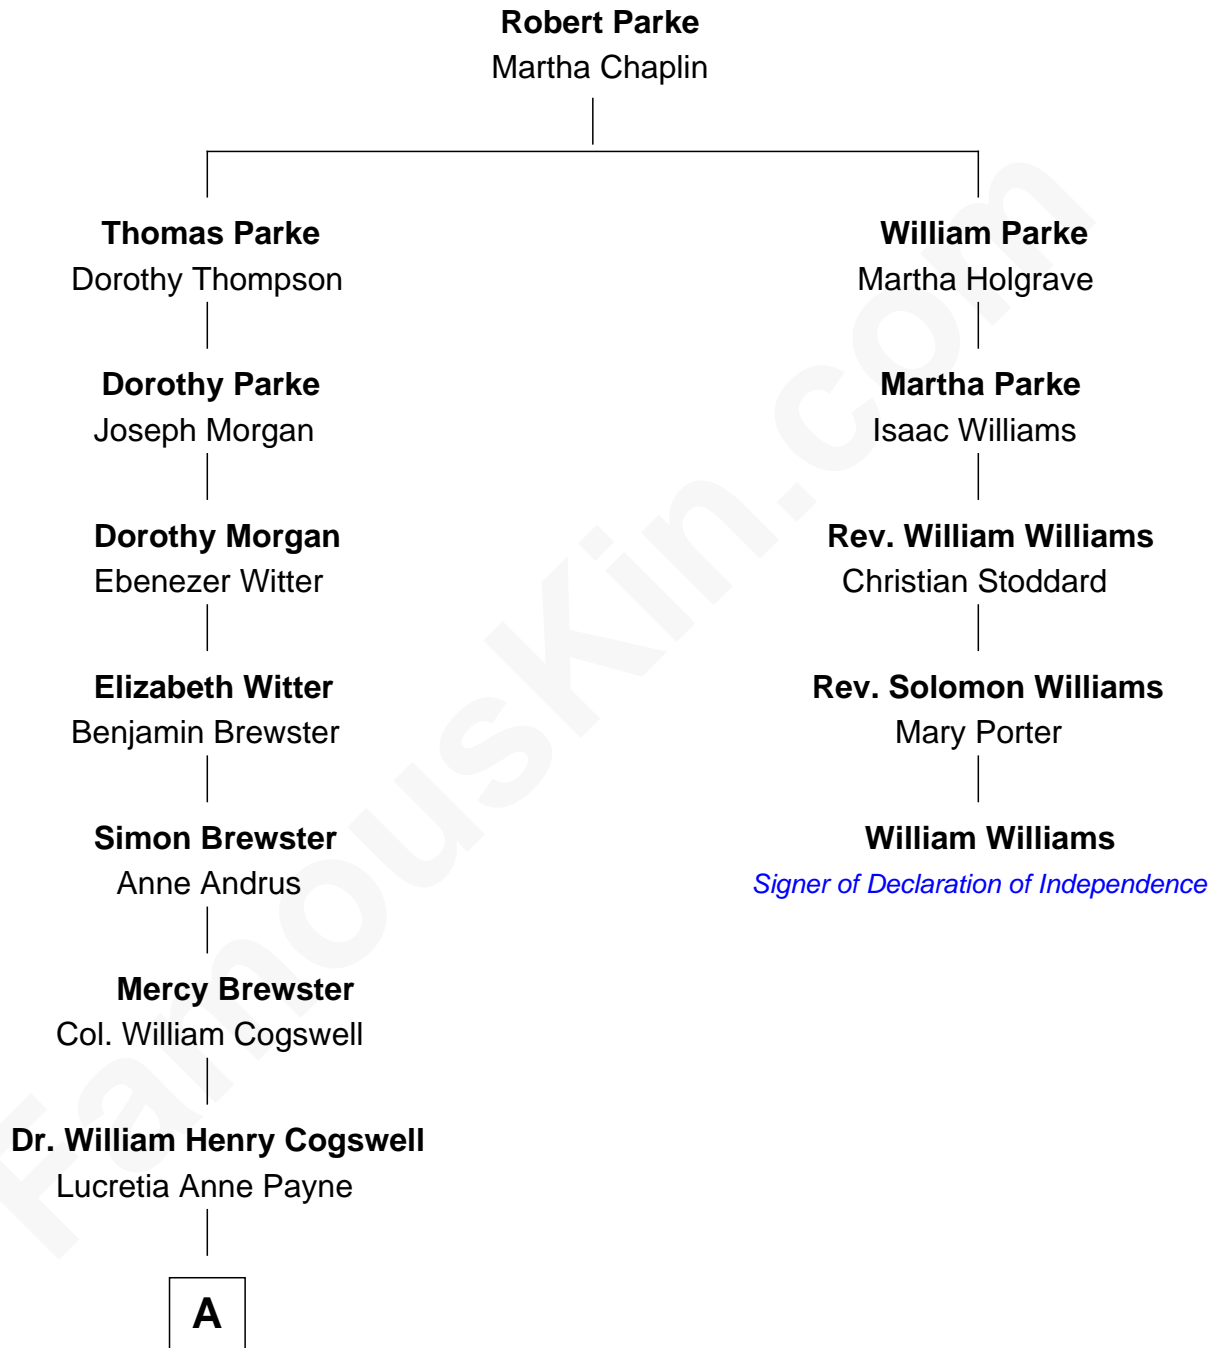 Robert Parke
Martha Chaplin
Thomas Parke
Dorothy Thompson
William Parke
Martha Holgrave
Dorothy Parke
Joseph Morgan
Martha Parke
Isaac Williams
Dorothy Morgan
Ebenezer Witter
Rev. William Williams
Christian Stoddard
Elizabeth Witter
Benjamin Brewster
Rev. Solomon Williams
Mary Porter
Simon Brewster
Anne Andrus
William Williams
Signer of Declaration of Independence
Mercy Brewster
Col. William Cogswell
Dr. William Henry Cogswell
Lucretia Anne Payne
A
FamousKin.com